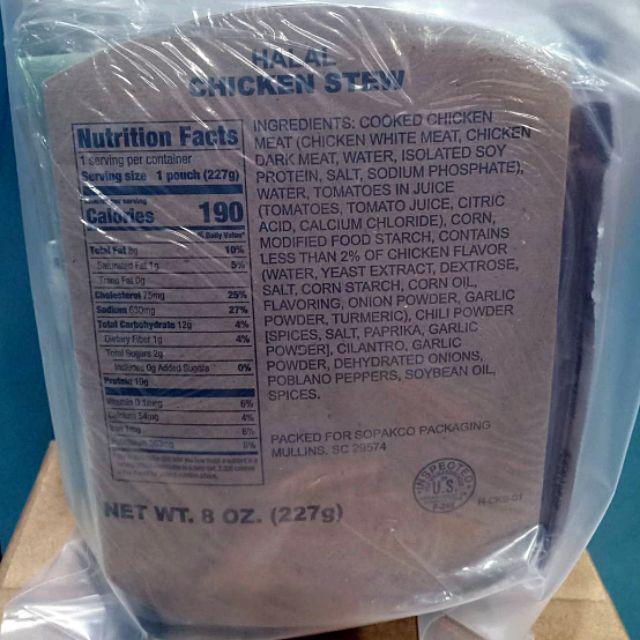 HALAL
CHICKEN STEW
Nutrition Facts
1 serving per container
Serving size 1 pouch (227g)
Amount per serving
Calories 190
% Daily Value*
Total Fat 8g 10%
Saturated Fat 1g 5%
Trans Fat 0g
Cholesterol 75mg 25%
Sodium 630mg 27%
Total Carbohydrate 12g 4%
Dietary Fiber 1g 4%
Total Sugars 2g
Includes 0g Added Sugars 0%
Protein
6%
4%
6%
INGREDIENTS: COOKED CHICKEN
MEAT (CHICKEN WHITE MEAT, CHICKEN
DARK MEAT, WATER, ISOLATED SOY
PROTEIN, SALT, SODIUM PHOSPHATE),
WATER, TOMATOES IN JUICE
(TOMATOES, TOMATO JUICE, CITRIC
ACID, CALCIUM CHLORIDE), CORN,
MODIFIED FOOD STARCH, CONTAINS
LESS THAN 2% OF CHICKEN FLAVOR
(WATER, YEAST EXTRACT, DEXTROSE,
SALT, CORN STARCH, CORN OIL,
FLAVORING, ONION POWDER, GARLIC
POWDER, TURMERIC), CHILI POWDER
[SPICES, SALT, PAPRIKA, GARLIC
POWDER], CILANTRO, GARLIC
POWDER, DEHYDRATED ONIONS,
POBLANO PEPPERS, SOYBEAN OIL,
SPICES.
PACKED FOR SOPAKCO PACKAGING
MULLINS, SC 29574
INSPECTED
U.S.
NET WT. 8 OZ. (227g)